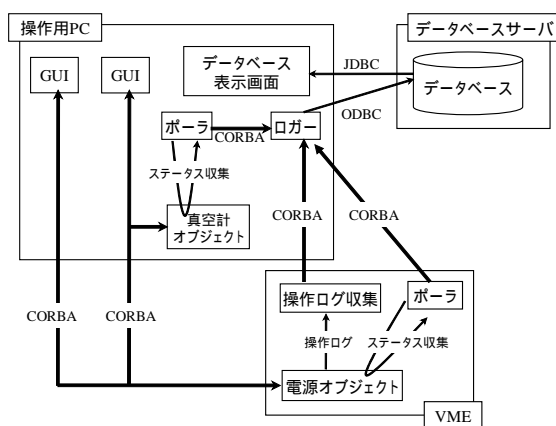 操作用PC
データベースサーバ
GUI
GUI
データベース
表示画面
JDBC
データベース
ODBC
ポーラ
CORBA
ロガー
ステータス収集
真空計
オブジェクト
CORBA
CORBA
CORBA
CORBA
操作ログ収集
ポーラ
操作ログ
ステータス収集
電源オブジェクト
VME